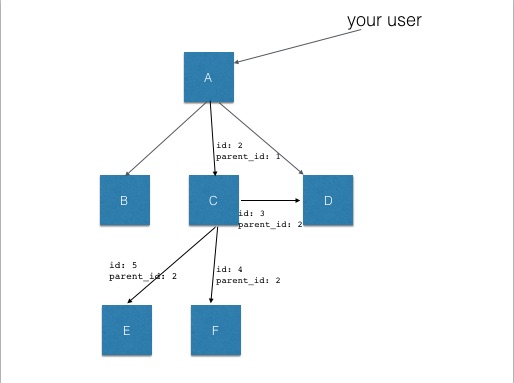 your user
A
id: 2
parent_id: 1
B
C
D
id: 3
parent_id: 2
id: 5
parent_id: 2
id: 4
parent_id: 2
E
F